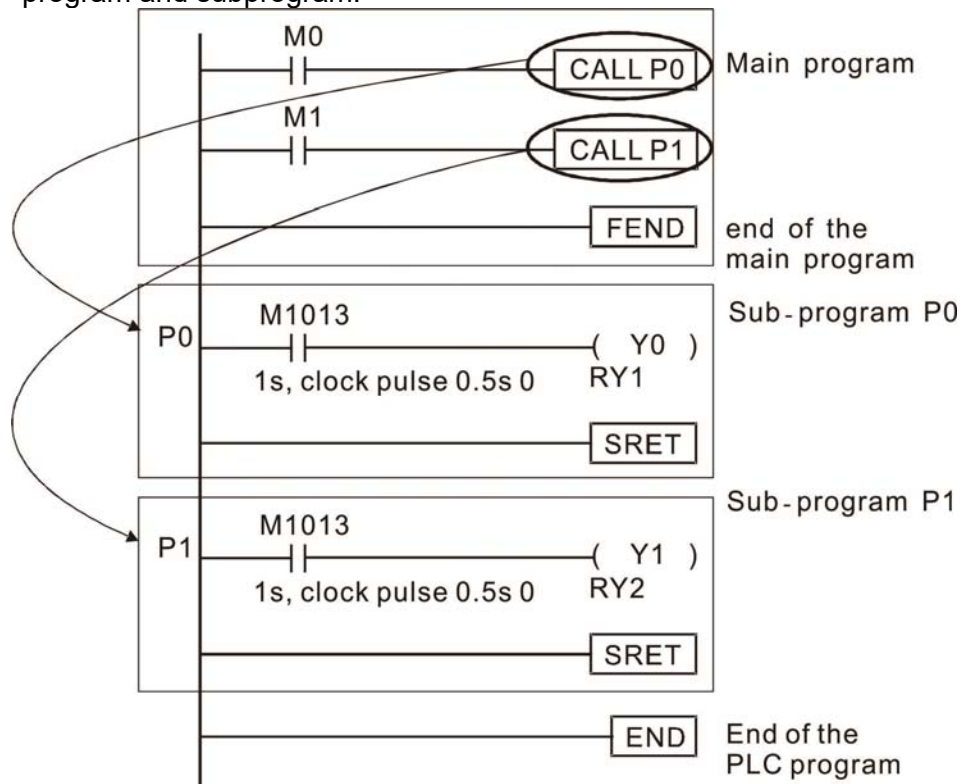 program and subprogram.
M0
CALL P0
Main program
M1
CALL P1
FEND
end of the
main program
Sub-program P0
P0
M1013
( Y0 )
1s, clock pulse 0.5s 0
RY1
SRET
Sub-program P1
P1
M1013
( Y1 )
1s, clock pulse 0.5s 0
RY2
SRET
END
End of the
PLC program